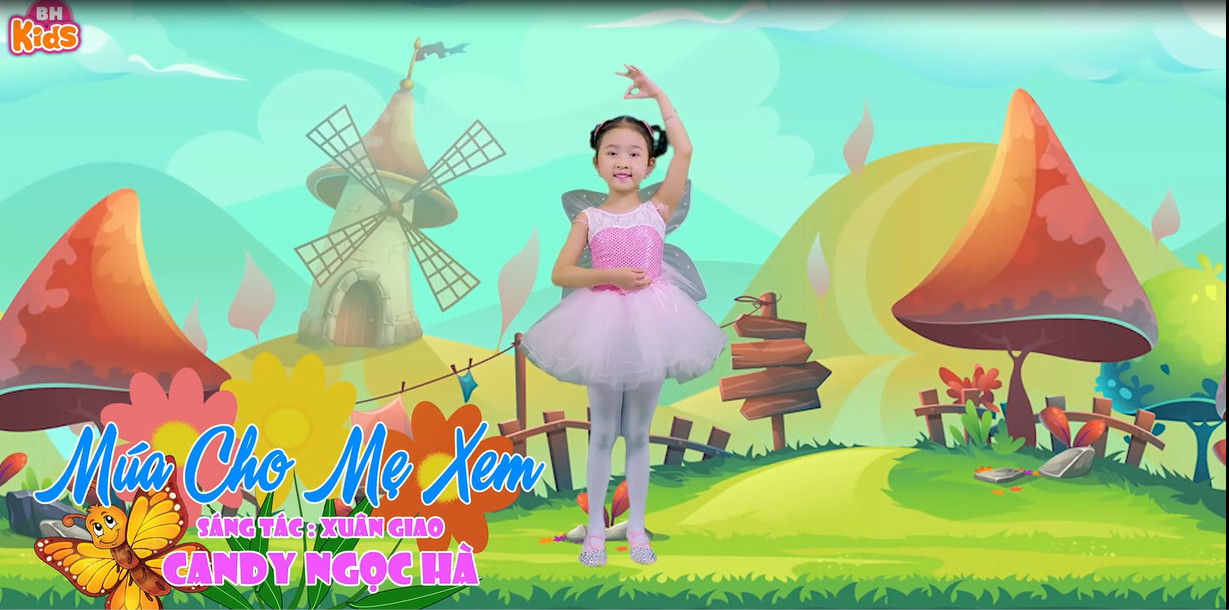 BH
Kids
Múa Cho Mẹ Xem
SÁNG TÁC : XUÂN GIAO
CANDY NGỌC HÀ